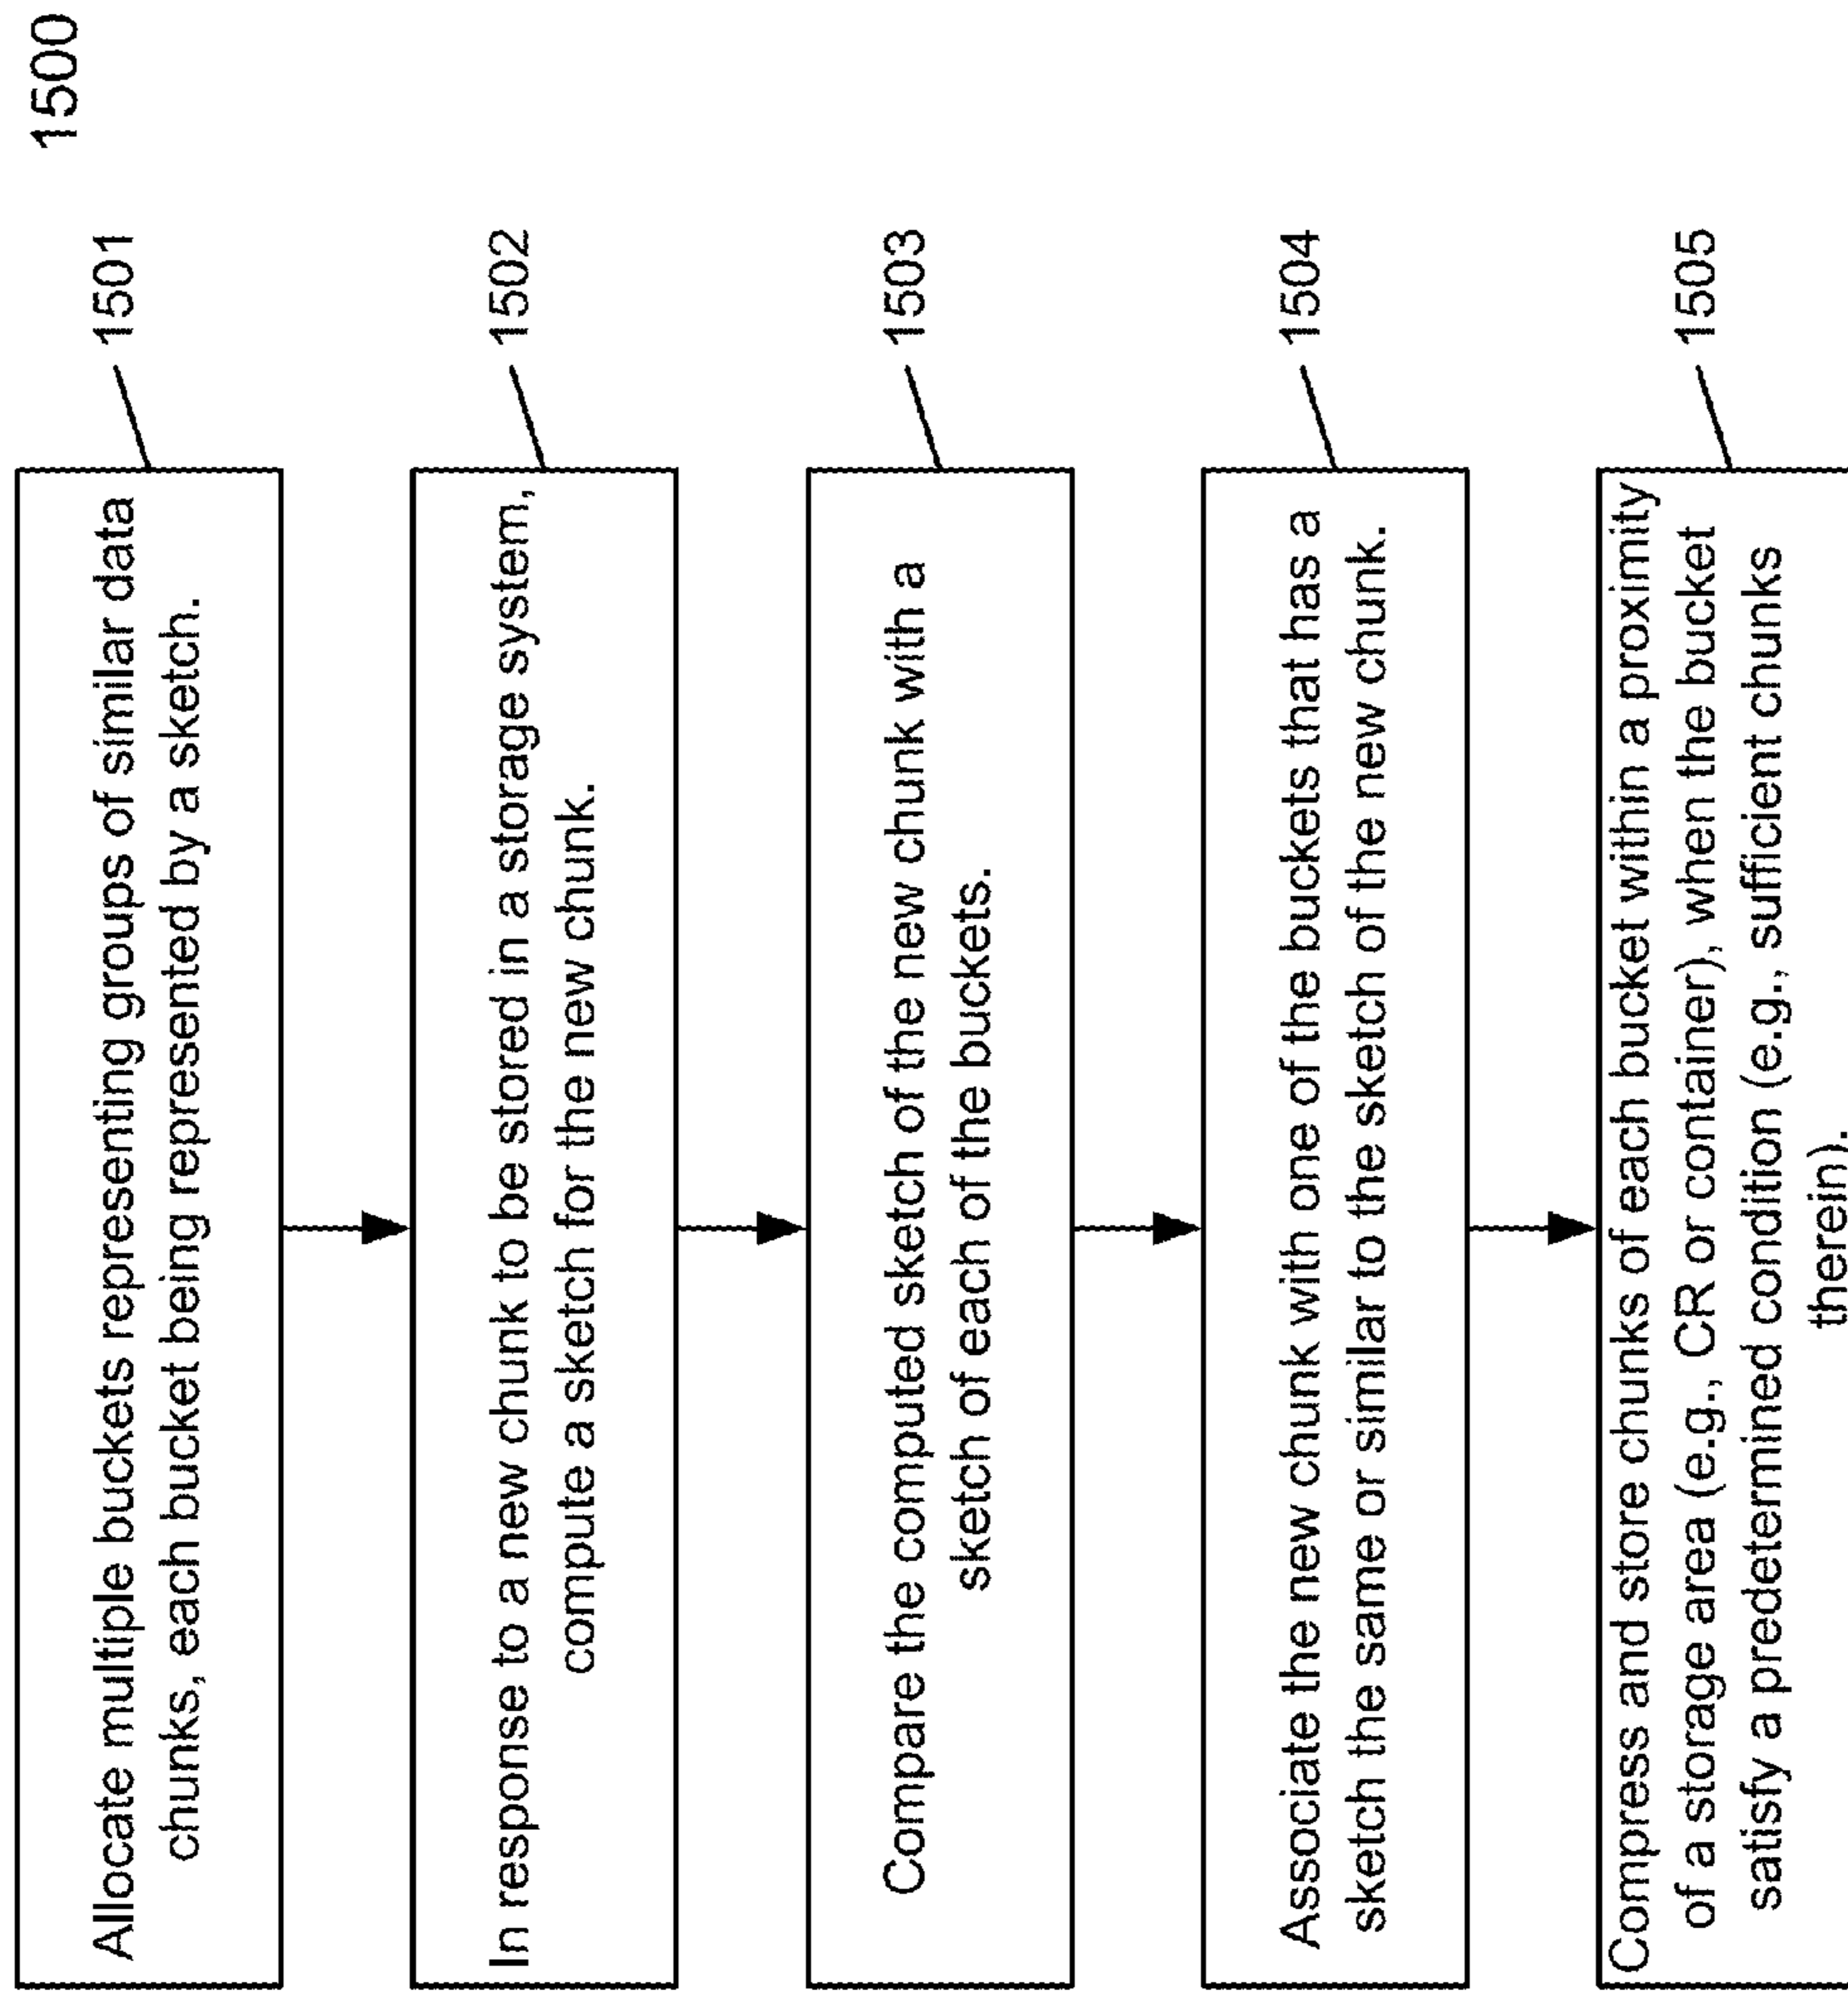 1500
Allocate multiple buckets representing groups of similar data
chunks, each bucket being represented by a sketch.
1501
In response to a new chunk to be stored in a storage system,
compute a sketch for the new chunk.
1502
Compare the computed sketch of the new chunk with a
sketch of each of the buckets.
1503
Associate the new chunk with one of the buckets that has a
sketch the same or similar to the sketch of the new chunk.
1504
Compress and store chunks of each bucket within a proximity
of a storage area (e.g., CR or container), when the bucket
satisfy a predetermined condition (e.g., sufficient chunks
therein).
1505